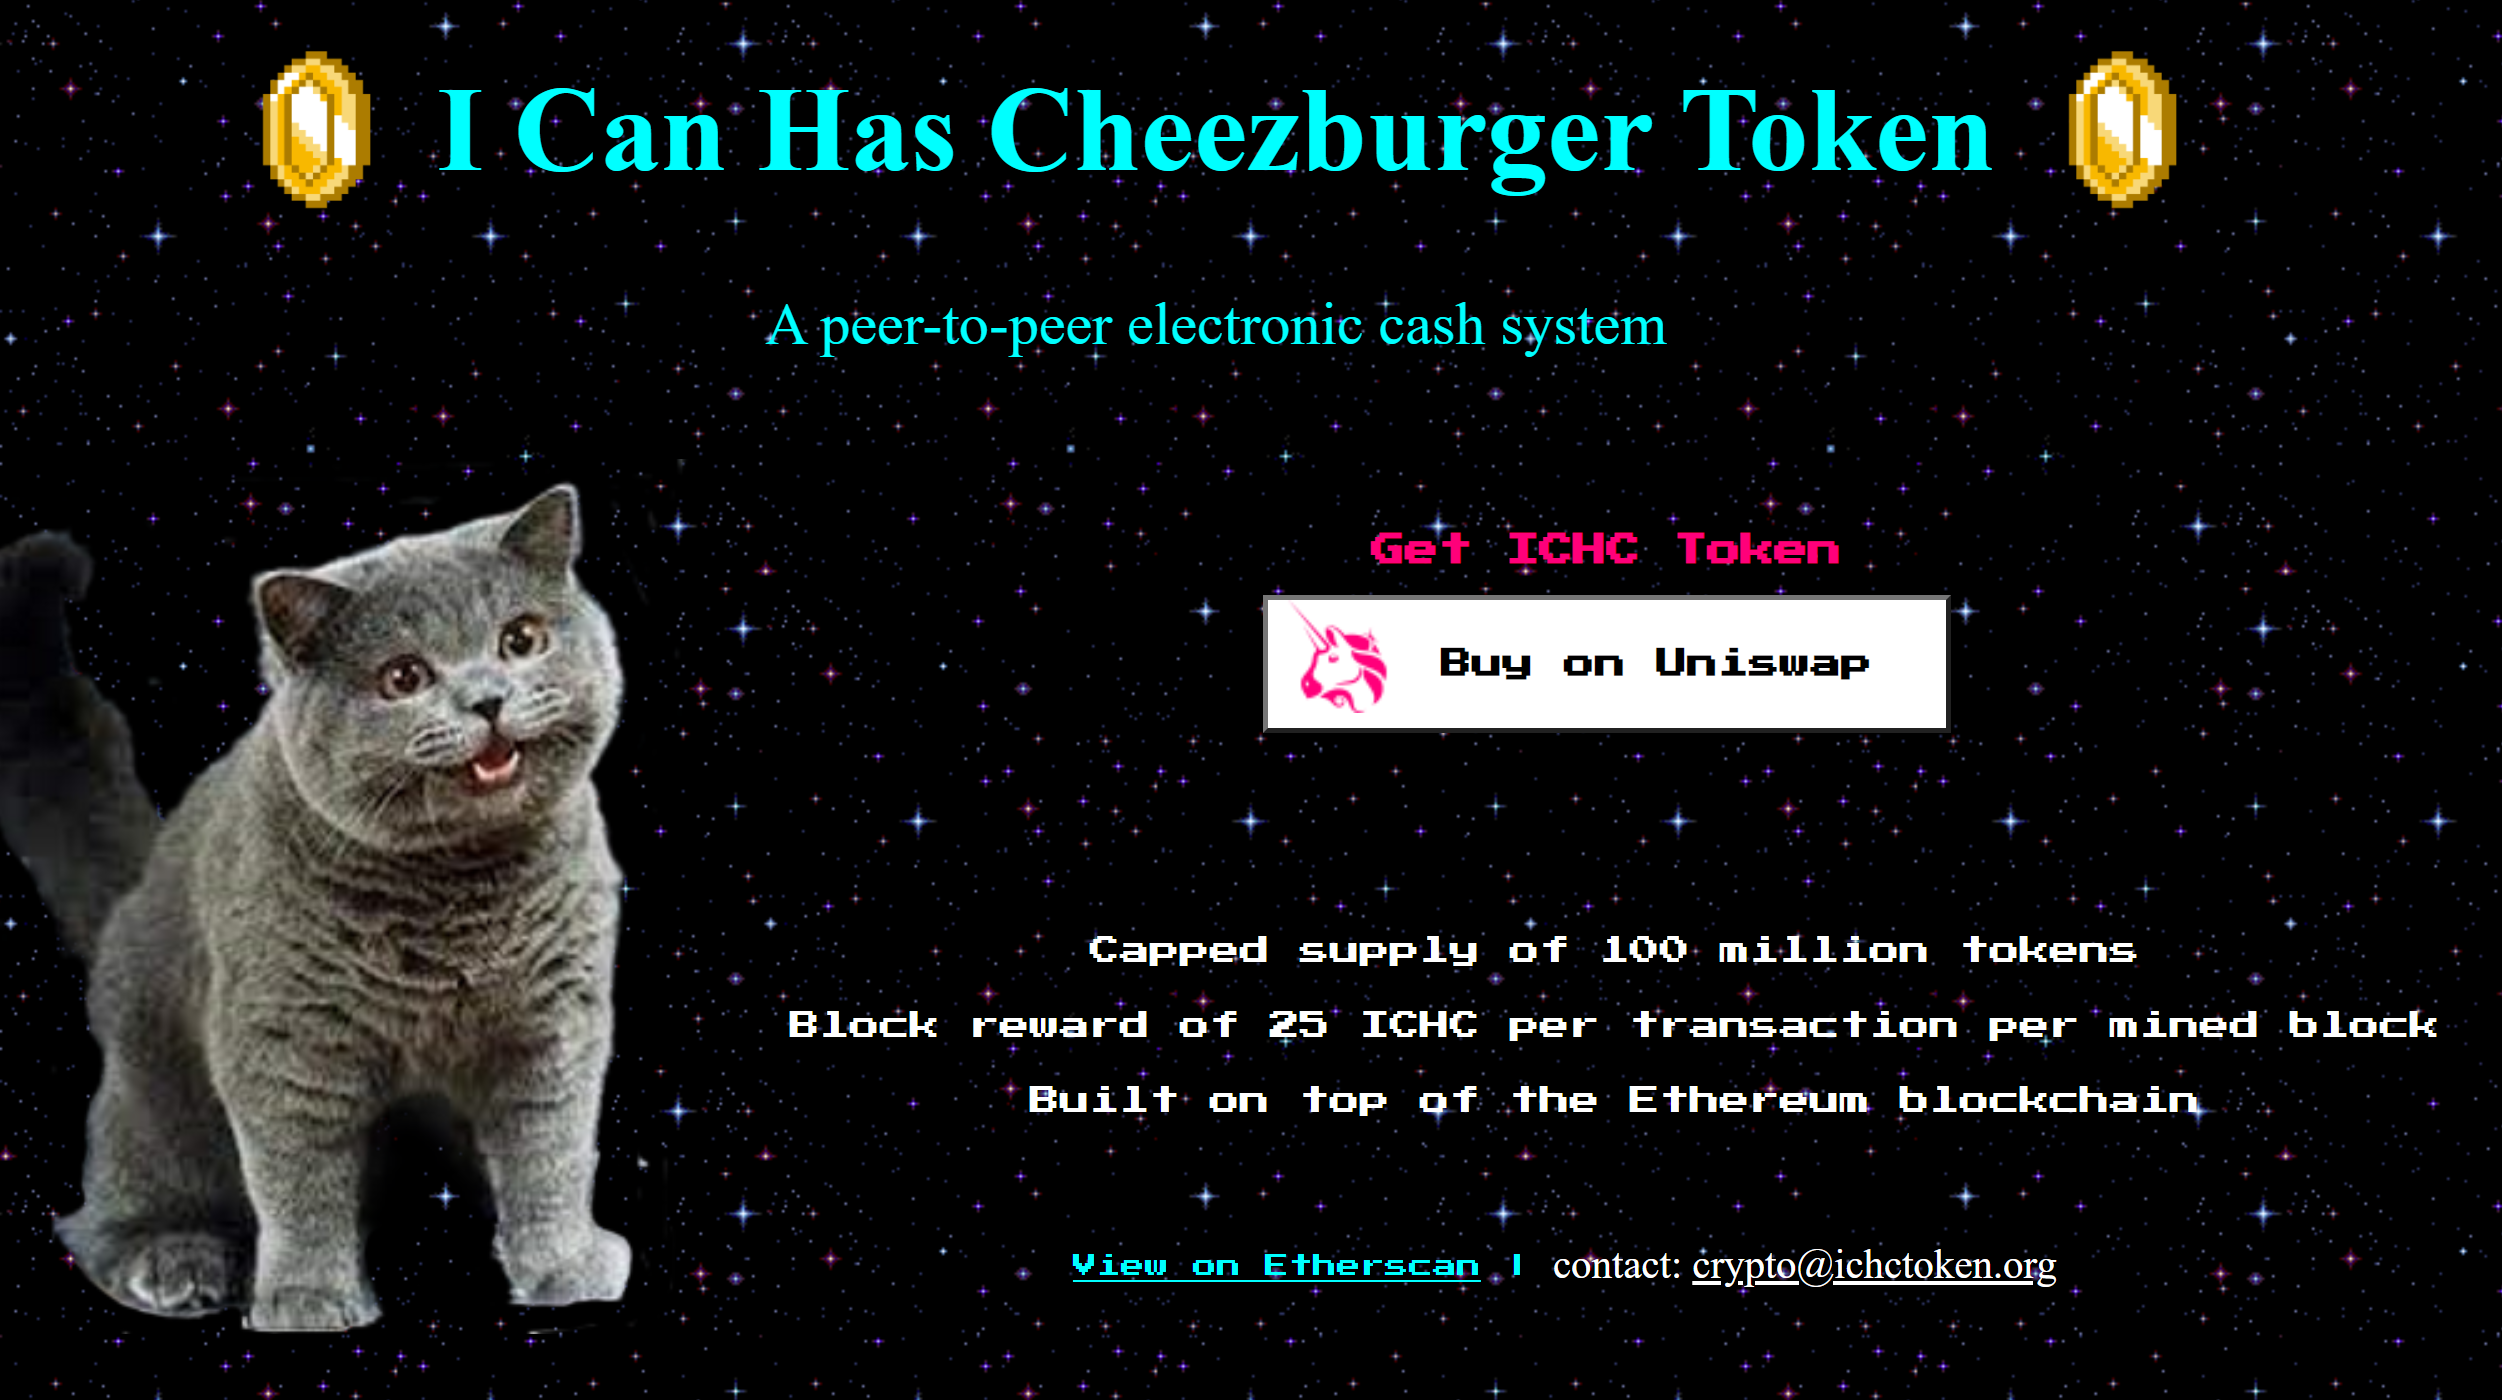 I Can Has Cheezburger Token
A peer-to-peer electronic cash system
Get ICHC Token
Buy on Uniswap
Capped supply of 100 million tokens
Block reward of 25 ICHC per transaction per mined block
Built on top of the Ethereum blockchain
View on Etherscan | contact: crypto@ichctoken.org